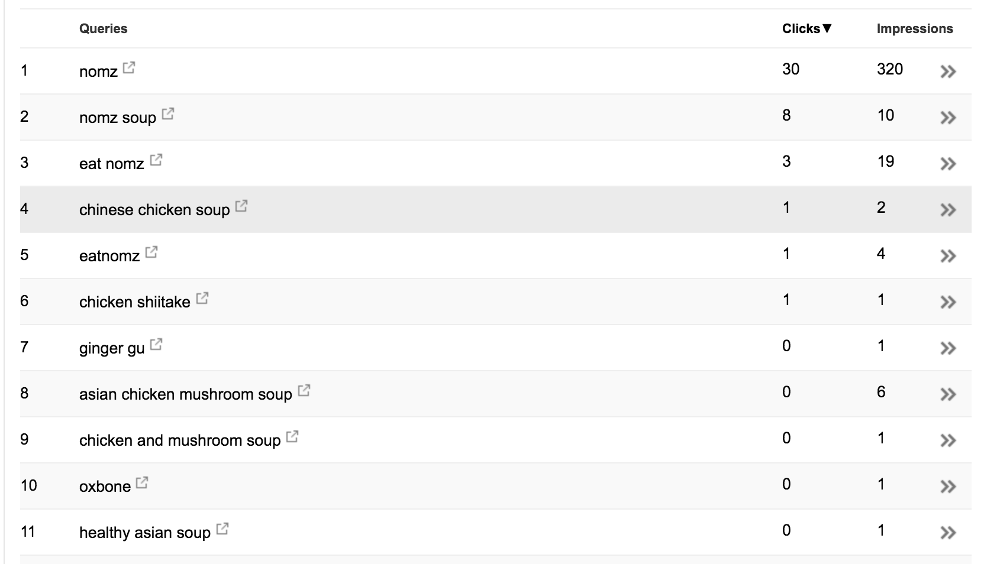 Queries Clicks▼ Impressions
1 nomz 30 320
2 nomz soup 8 10
3 eat nomz 3 19
4 chinese chicken soup 1 2
5 eatnomz 1 4
6 chicken shiitake 1 1
7 ginger gu 0 1
8 asian chicken mushroom soup 0 6
9 chicken and mushroom soup 0 1
10 oxbone 0 1
11 healthy asian soup 0 1